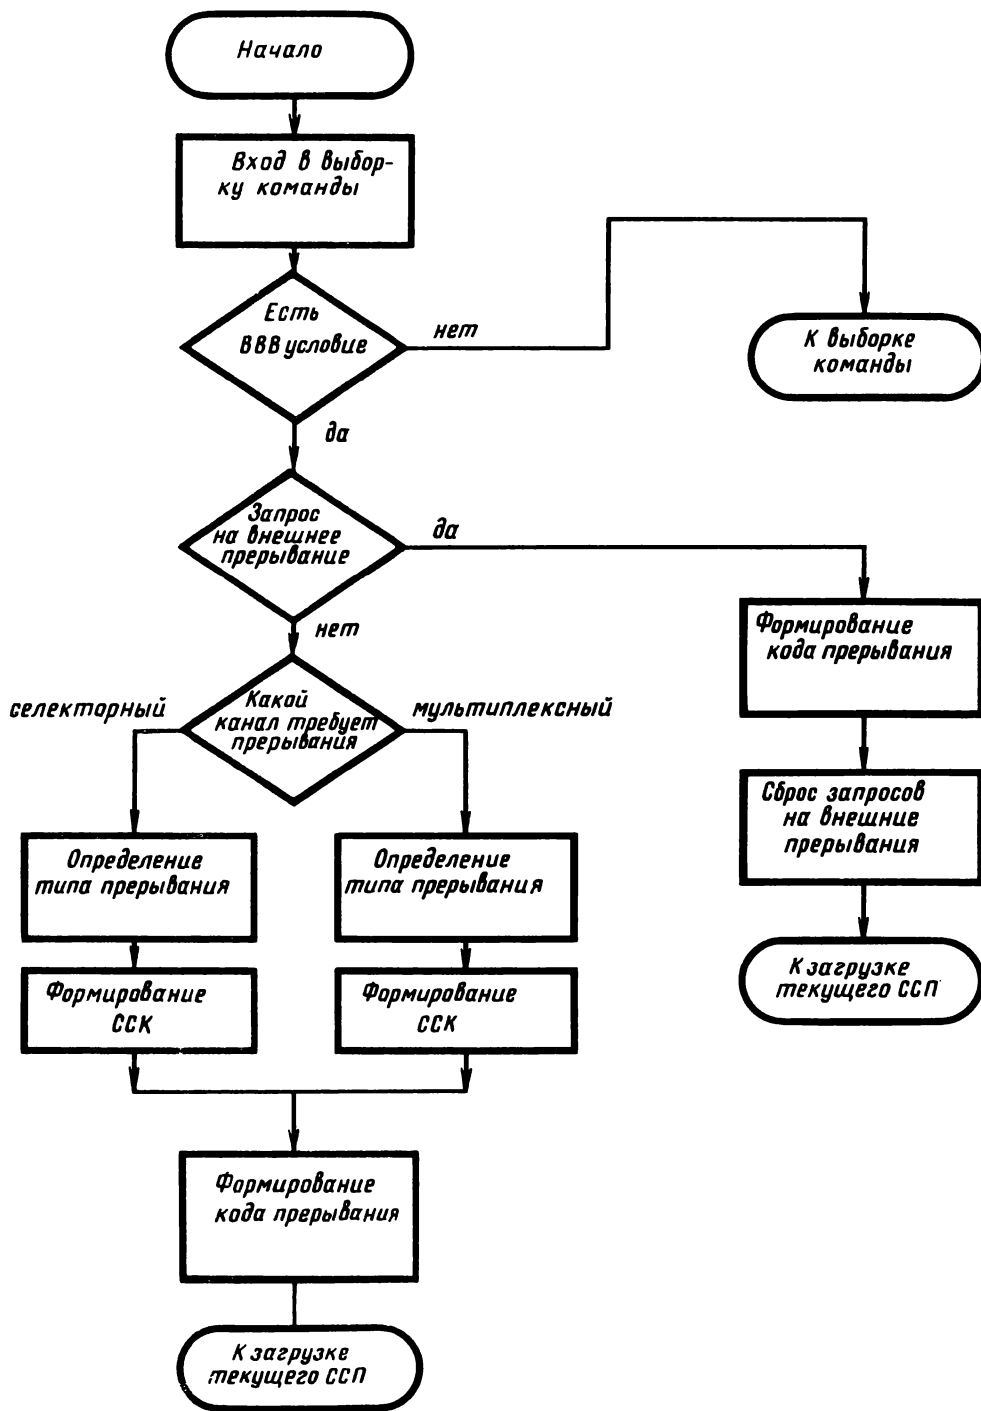 Начало
Вход в выбор-
ку команды
Есть
ВВВ условие
нет
К выборке
команды
да
Запрос
на внешнее
прерывание
да
нет
Формирование
кода прерывания
селекторный
Какой
канал требует
прерывания
мультиплексный
Сброс запросов
на внешние
прерывания
Определение
типа прерывания
Определение
типа прерывания
К загрузке
текущего ССП
Формирование
ССК
Формирование
ССК
Формирование
кода прерывания
К загрузке
текущего ССП